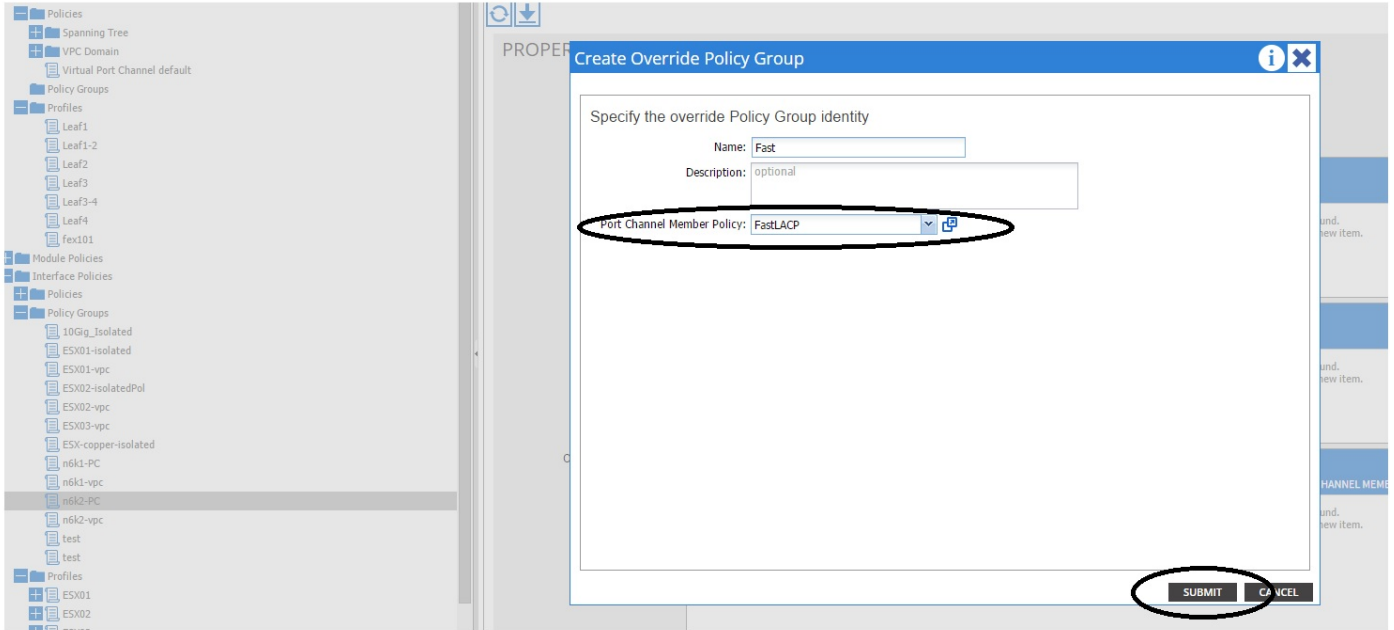 Policies
Spanning Tree
VPC Domain
Virtual Port Channel default
Policy Groups
Profiles
Leaf1
Leaf1-2
Leaf2
Leaf3
Leaf3-4
Leaf4
fex101
Module Policies
Interface Policies
Policies
Policy Groups
10Gig_Isolated
ESX01-isolated
ESX01-vpc
ESX02-isolatedPol
ESX02-vpc
ESX03-vpc
ESX-copper-isolated
n6k1-PC
n6k1-vpc
n6k2-PC
n6k2-vpc
test
test
Profiles
ESX01
ESX02
PROPER
Create Override Policy Group
i
Specify the override Policy Group identity
Name: Fast
Description: optional
Port Channel Member Policy: FastLACP
SUBMIT CANCEL
und.
new item.
und.
new item.
HANNEL MEMB
und.
new item.